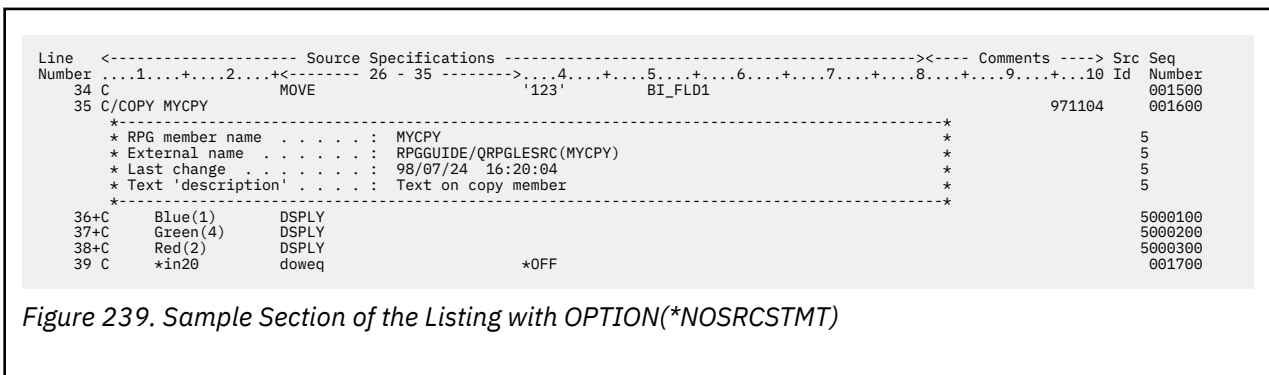 Line   <--------------------- Source Specifications ----------------------------------------------><---- Comments ----> Src Seq
Number ....1....+....2....+<-------- 26 - 35 -------->....4....+....5....+....6....+....7....+....8....+....9....+...10 Id  Number
34 C                   MOVE                      '123'         BI_FLD1                                                      001500
35 C/COPY MYCPY                                                                                              971104     001600
*--------------------------------------------------------------------------------------------*
* RPG member name  . . . . . :  MYCPY                                                        *                     5
* External name  . . . . . . :  RPGGUIDE/QRPGLESRC(MYCPY)                                    *                     5
* Last change  . . . . . . . :  98/07/24  16:20:04                                           *                     5
* Text 'description' . . . . :  Text on copy member                                          *                     5
*--------------------------------------------------------------------------------------------*
36+C     Blue(1)       DSPLY                                                                                               5000100
37+C     Green(4)      DSPLY                                                                                               5000200
38+C     Red(2)        DSPLY                                                                                               5000300
39 C     *in20         doweq                     *OFF                                                                       001700
Figure 239. Sample Section of the Listing with OPTION(*NOSRCSTMT)